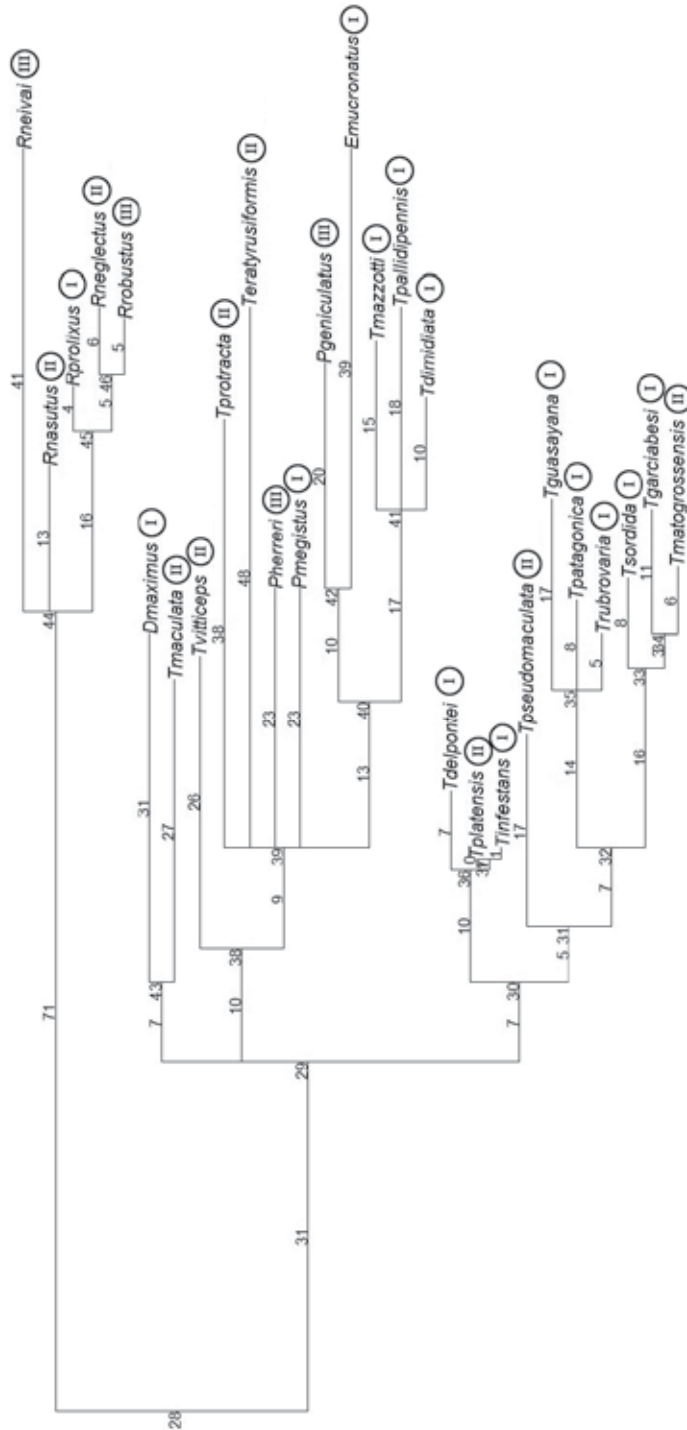 Rneivai III
41
Rnasutus II
13
44
Rprolixus I
4
45
16
Rneglectus II
6
46
5
Rrobustus III
5
71
28
Dmaximus I
31
43
7
Tmaculata II
27
Tvitticeps II
26
38
10
Tprotracta II
38
Teratyrusiformis II
48
Pherreri III
23
39
9
Pmegistus I
23
Pgeniculatus III
20
42
10
Emucronatus I
39
40
13
Tmazzotti I
15
41
17
Tpallidipennis I
18
Tdimidiata I
10
29
31
Tdelpontei I
7
36
10
Tplatensis II
0
37
Tinfestans I
1
30
7
Tpseudomaculata II
17
31
5
Tguasayana I
17
35
14
Tpatagonica I
8
Trubrovaria I
5
32
7
Tsordida I
8
33
16
Tgarciabesi I
11
34
3
Tmatogrossensis II
6